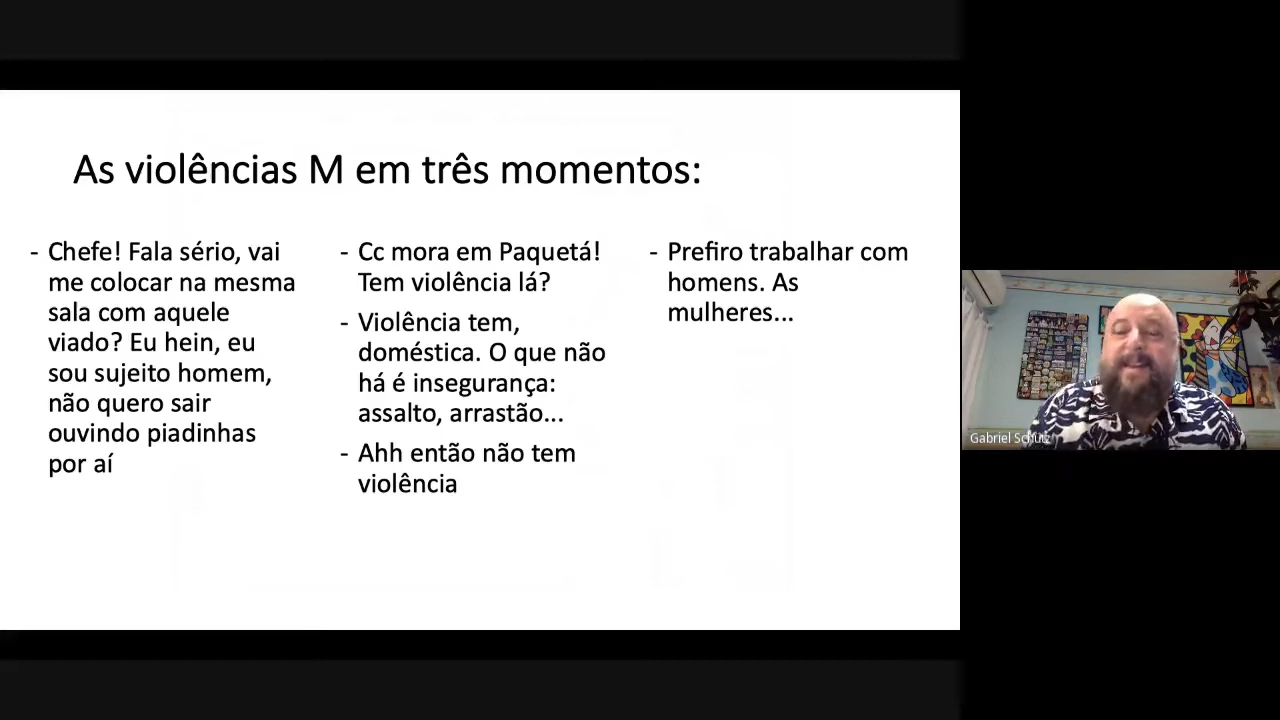 As violências M em três momentos:
- Chefe! Fala sério, vai
me colocar na mesma
sala com aquele
viado? Eu hein, eu
sou sujeito homem,
não quero sair
ouvindo piadinhas
por aí
- Cc mora em Paquetá!
Tem violência lá?
- Violência tem,
doméstica. O que não
há é insegurança:
assalto, arrastão...
- Ahh então não tem
violência
- Prefiro trabalhar com
homens. As
mulheres...
Gabriel Schütz